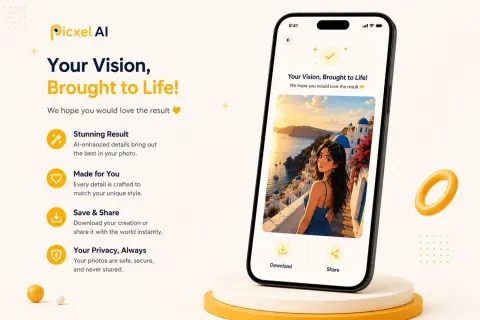 Picxel AI
Your Vision,
Brought to Life!
We hope you would love the result
Stunning Result
AI-enhanced details bring out
the best in your photo.
Made for You
Every detail is crafted to
match your unique style.
Save & Share
Download your creation or
share it with the world instantly.
Your Privacy, Always
Your photos are safe, secure,
and never shared.
9:41
Your Vision, Brought to Life!
We hope you would love the result
Download
Share